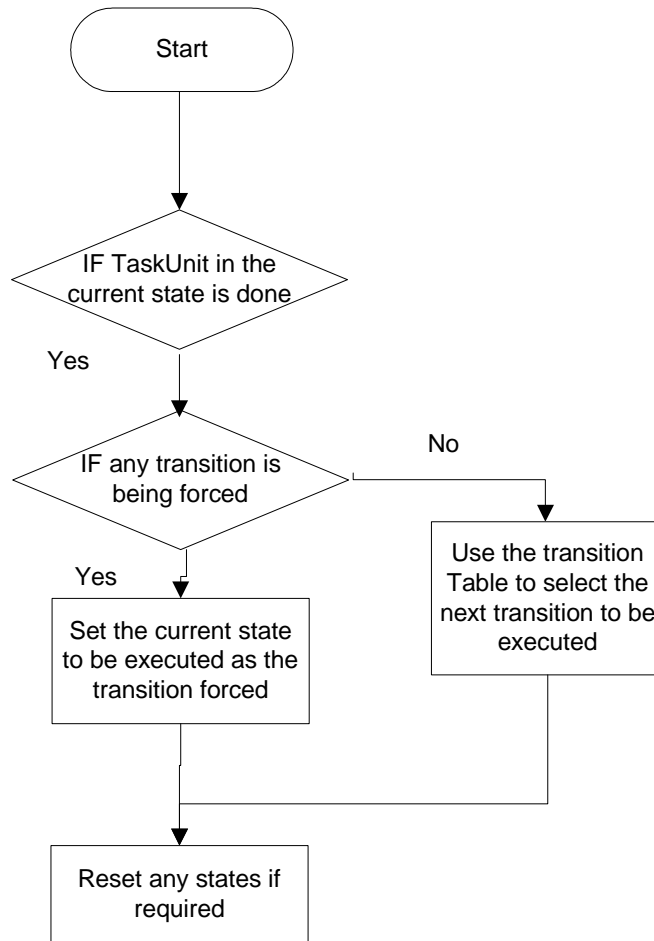 Start
IF TaskUnit in the
current state is done
Yes
IF any transition is
being forced
No
Yes
Use the transition
Table to select the
next transition to be
executed
Set the current state
to be executed as the
transition forced
Reset any states if
required